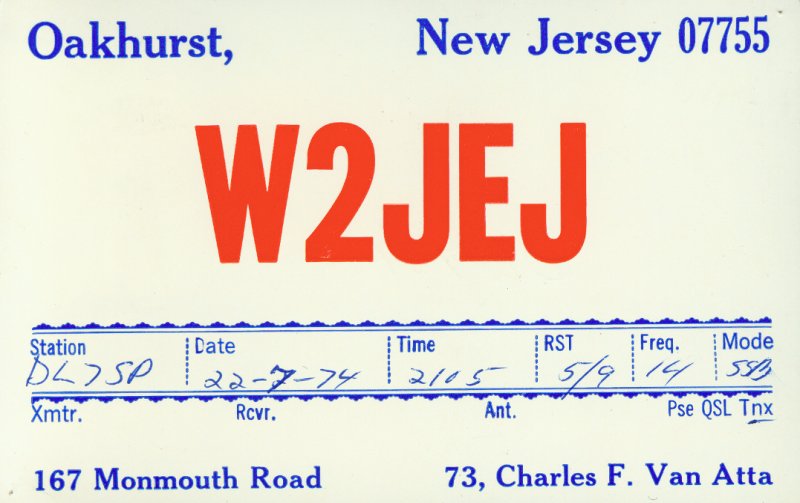 Oakhurst, New Jersey 07755
W2JEJ
Station Date Time RST Freq. Mode
DL7SP 22-7-74 2105 5/9 14 SSB
Xmtr. Rcvr. Ant. Pse QSL Tnx
167 Monmouth Road 73, Charles F. Van Atta